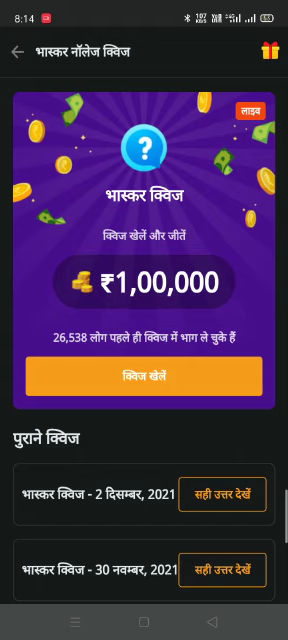 8:14
भास्कर नॉलेज क्विज
लाइव
?
भास्कर क्विज
क्विज खेलें और जीतें
₹1,00,000
26,538 लोग पहले ही क्विज में भाग ले चुके हैं
क्विज खेलें
पुराने क्विज
भास्कर क्विज - 2 दिसम्बर, 2021 सही उत्तर देखें
भास्कर क्विज - 30 नवम्बर, 2021 सही उत्तर देखें